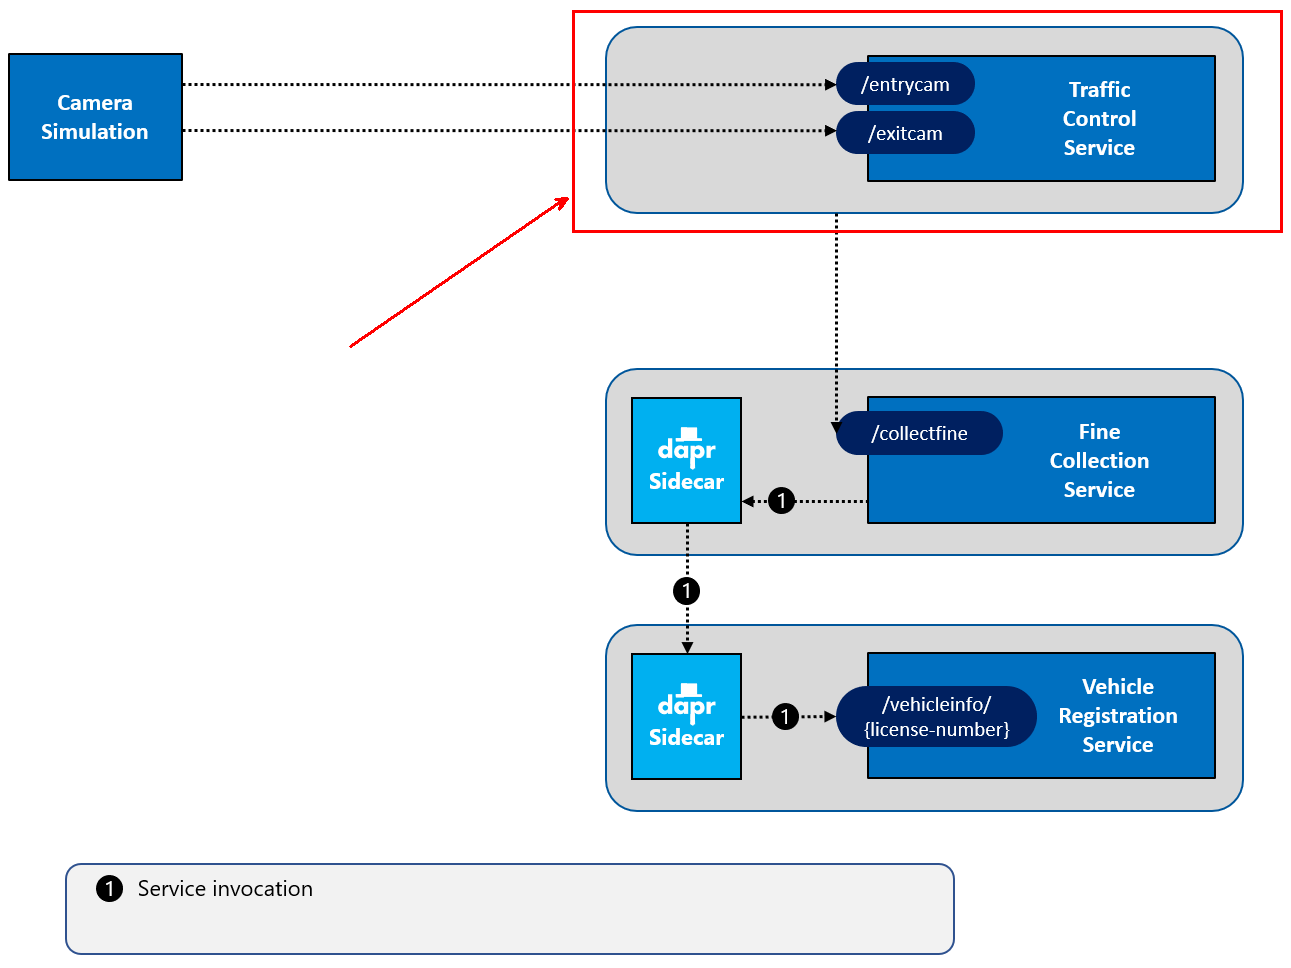 Camera
Simulation
/entrycam
/exitcam
Traffic
Control
Service
dapr
Sidecar
/collectfine
Fine
Collection
Service
1
1
dapr
Sidecar
1
/vehicleinfo/
{license-number}
Vehicle
Registration
Service
1 Service invocation